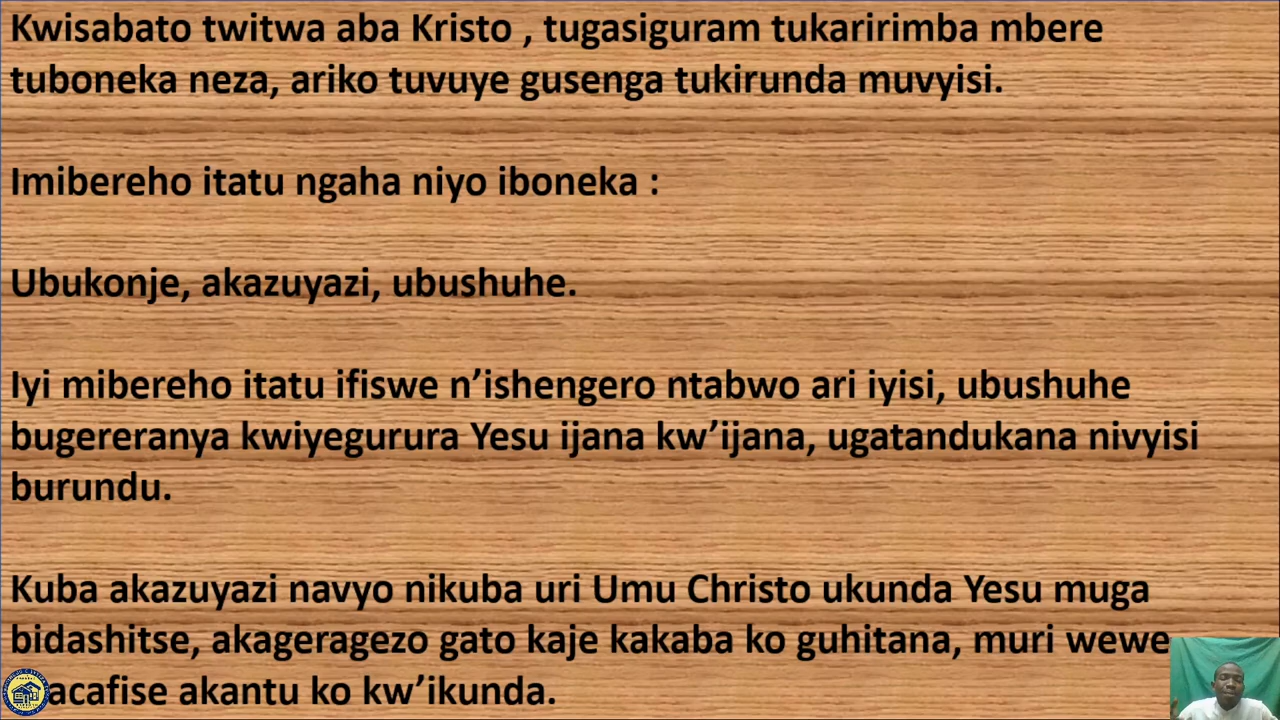 Kwisabato twitwa aba Kristo , tugasiguram tukaririmba mbere
tuboneka neza, ariko tuvuye gusenga tukirunda muvyisi.
Imibereho itatu ngaha niyo iboneka :
Ubukonje, akazuyazi, ubushuhe.
Iyi mibereho itatu ifiswe n’ishengero ntabwo ari iyisi, ubushuhe
bugereranya kwiyegurura Yesu ijana kw’ijana, ugatandukana nivyisi
burundu.
Kuba akazuyazi navyo nikuba uri Umu Christo ukunda Yesu muga
bidashitse, akageragezo gato kaje kakaba ko guhitana, muri wewe
akantu ko kw’ikunda.